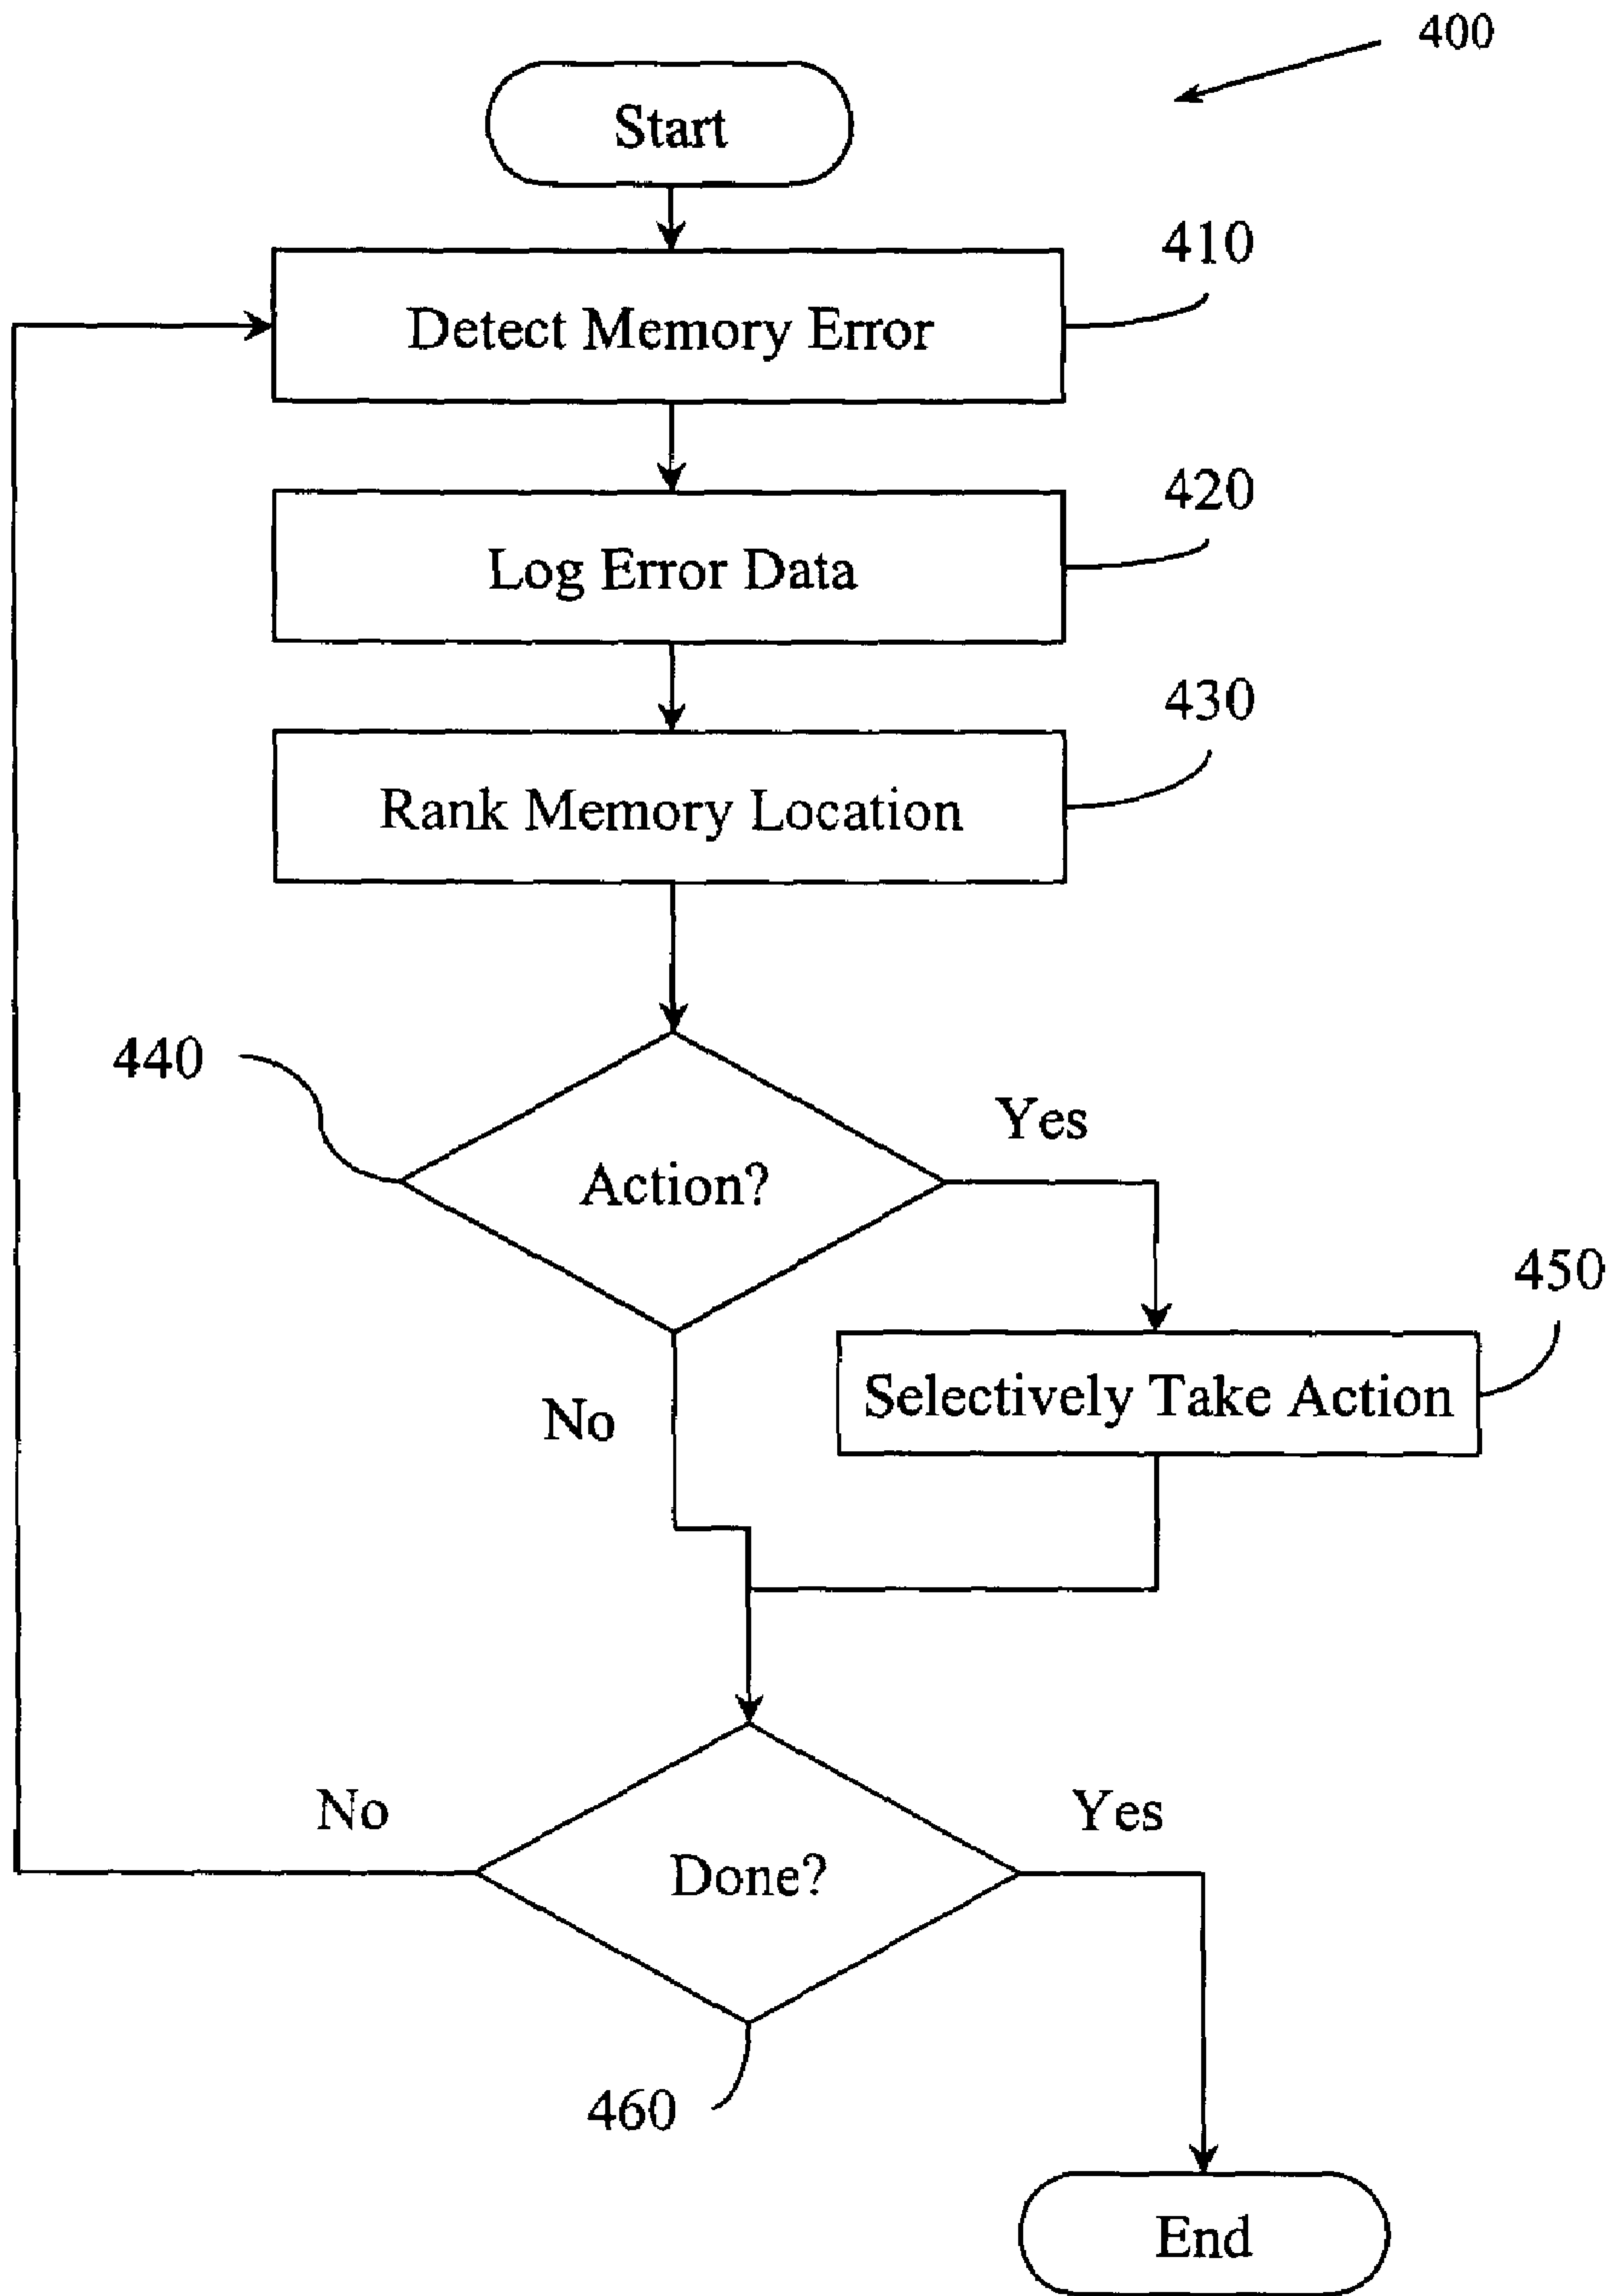 400
Start
410
Detect Memory Error
420
Log Error Data
430
Rank Memory Location
440
Yes
Action?
450
Selectively Take Action
No
No
Yes
Done?
460
End